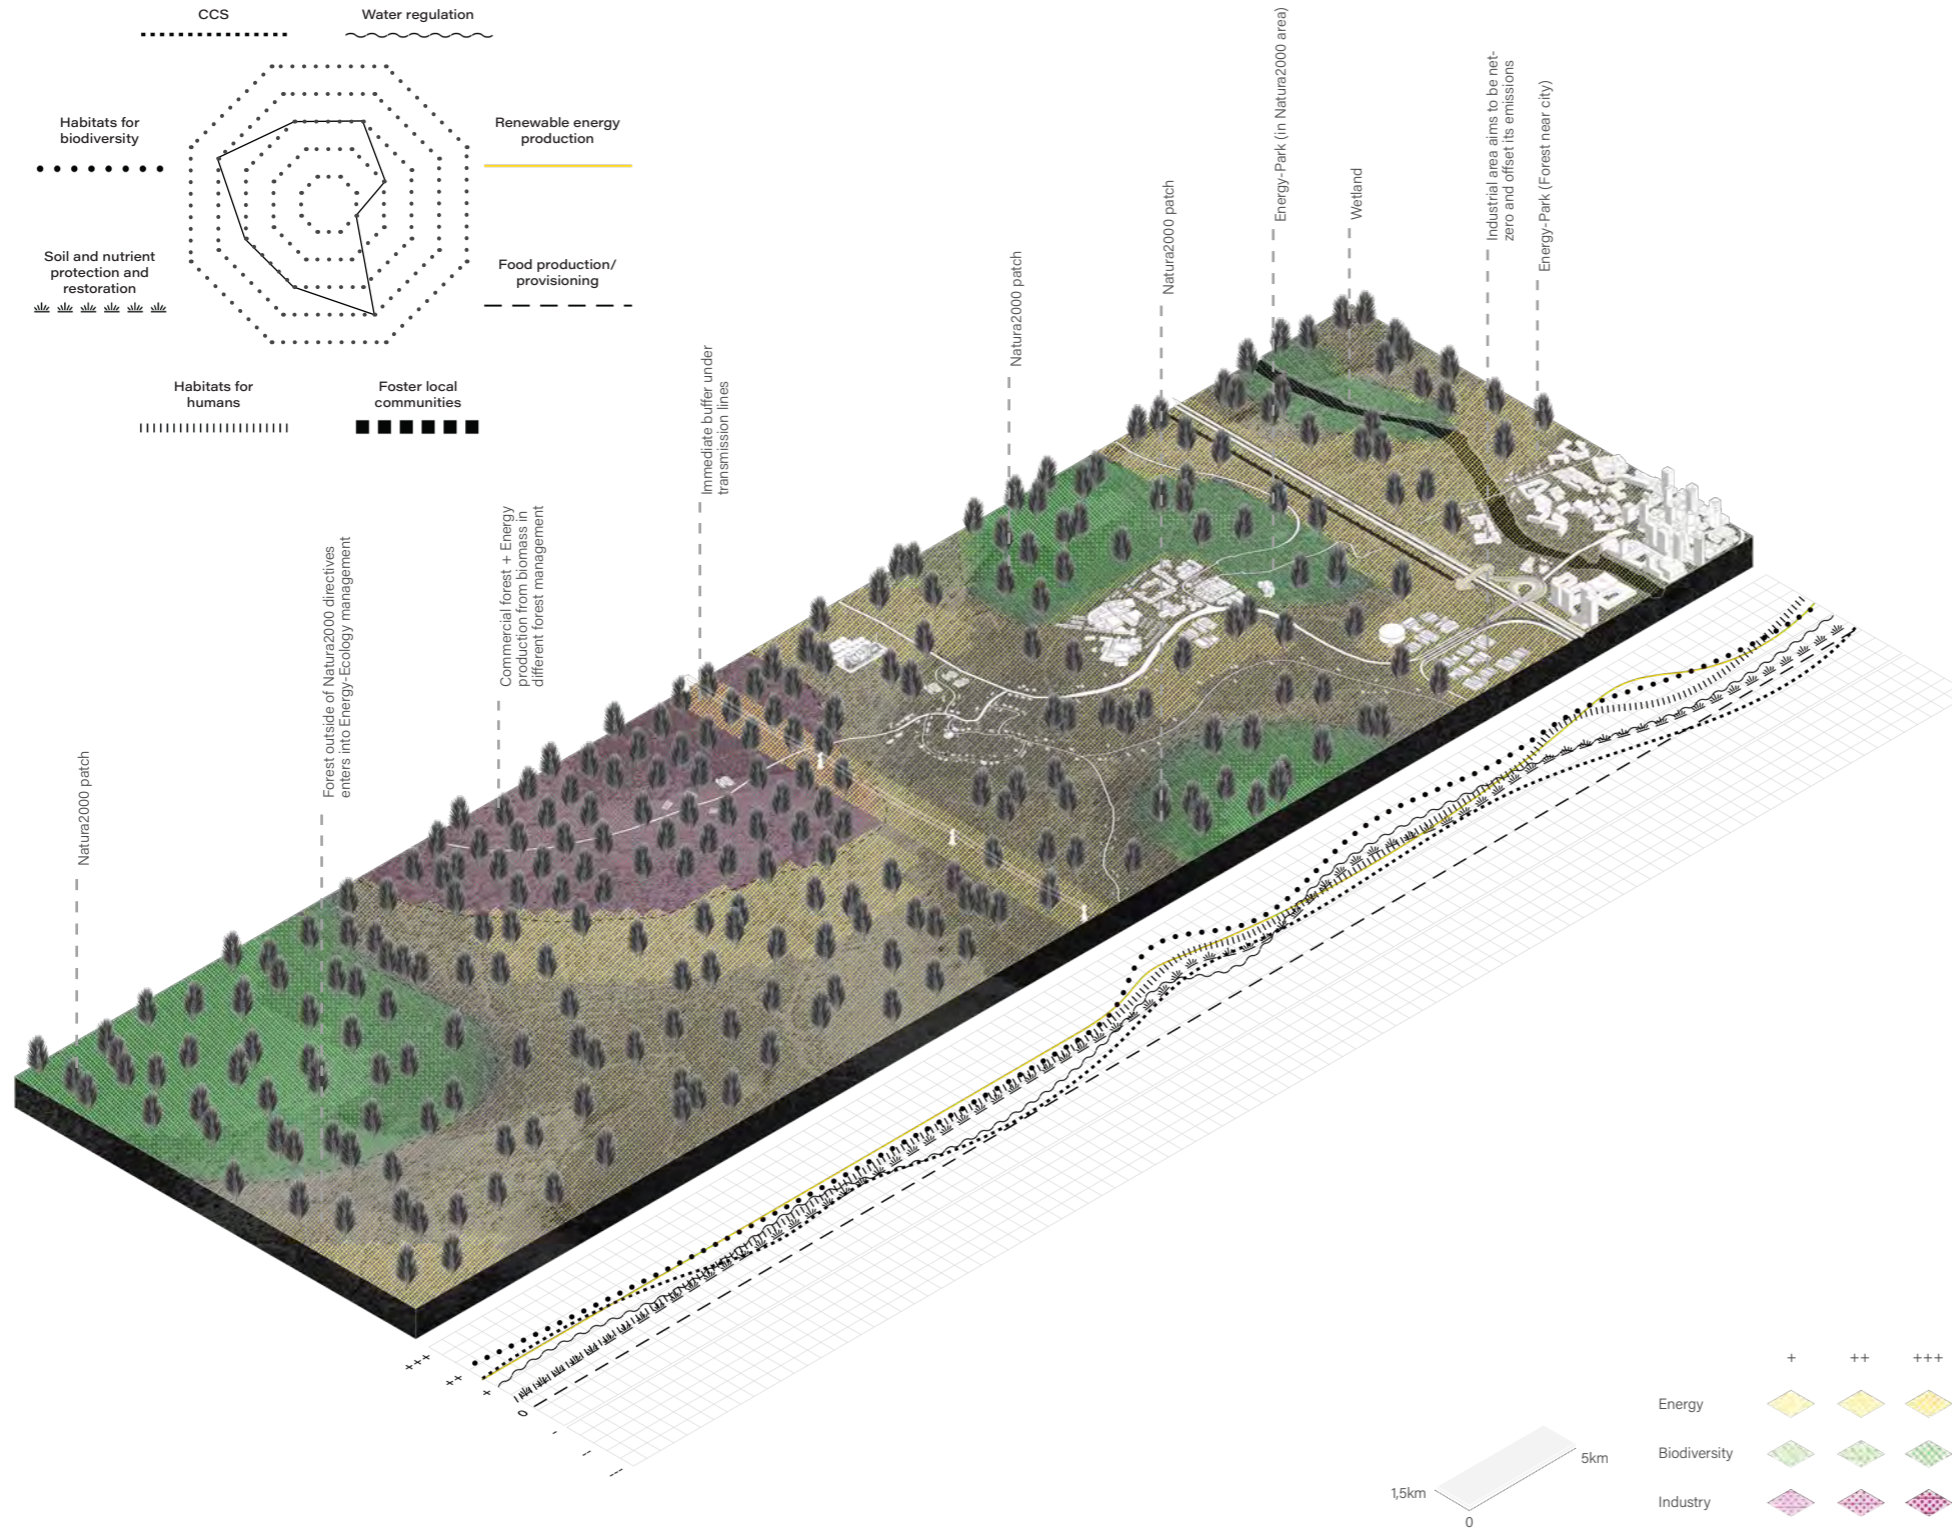 CCS
Water regulation
Habitats for
biodiversity
Renewable energy
production
Soil and nutrient
protection and
restoration
Food production/
provisioning
Habitats for
humans
Foster local
communities
Natura2000 patch
Forest outside of Natura2000 directives
enters into Energy-Ecology management
Commercial forest + Energy
production from biomass in
different forest management
Immediate buffer under
transmission lines
Natura2000 patch
Natura2000 patch
Energy-Park (in Natura2000 area)
Wetland
Industrial area aims to be net-
zero and offset its emissions
Energy-Park (Forest near city)
+++
++
+
0
-
--
---
+ ++ +++
Energy
Biodiversity
Industry
1,5km
5km
0